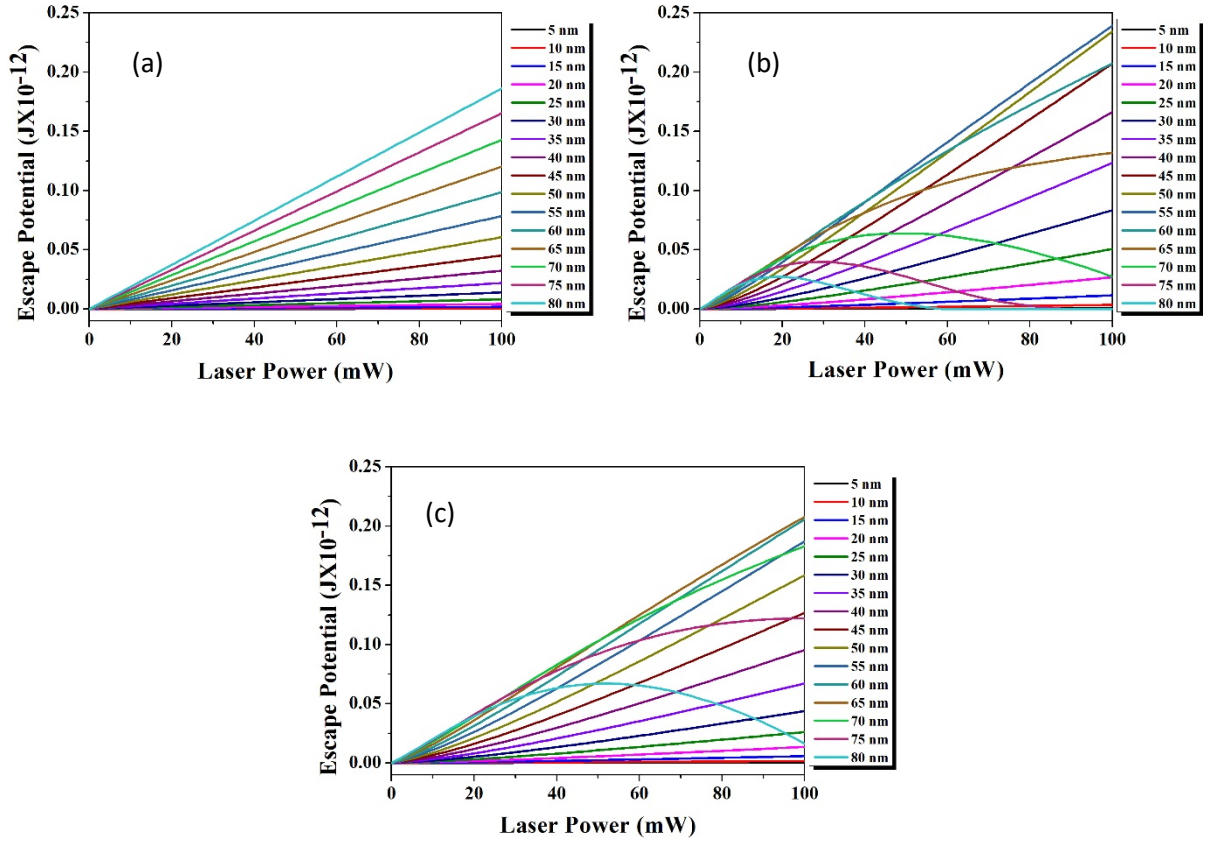 (a)
Escape Potential (JX10⁻¹²)
0.25
0.20
0.15
0.10
0.05
0.00
0 20 40 60 80 100
Laser Power (mW)
5 nm
10 nm
15 nm
20 nm
25 nm
30 nm
35 nm
40 nm
45 nm
50 nm
55 nm
60 nm
65 nm
70 nm
75 nm
80 nm
(b)
Escape Potential (JX10⁻¹²)
0.25
0.20
0.15
0.10
0.05
0.00
0 20 40 60 80 100
Laser Power (mW)
5 nm
10 nm
15 nm
20 nm
25 nm
30 nm
35 nm
40 nm
45 nm
50 nm
55 nm
60 nm
65 nm
70 nm
75 nm
80 nm
(c)
Escape Potential (JX10⁻¹²)
0.25
0.20
0.15
0.10
0.05
0.00
0 20 40 60 80 100
Laser Power (mW)
5 nm
10 nm
15 nm
20 nm
25 nm
30 nm
35 nm
40 nm
45 nm
50 nm
55 nm
60 nm
65 nm
70 nm
75 nm
80 nm